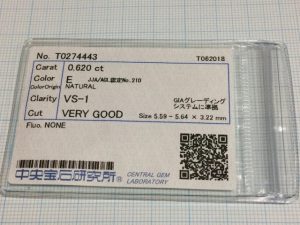 No. T0274443
T062018
Carat 0.620 ct
Color E JJA/AGL認定No.210
ColorOrigin NATURAL
Clarity VS-1
GIAグレーディング
システムに準拠
Cut VERY GOOD
Size 5.59 - 5.64 × 3.22 mm
Fluo. NONE
中央宝石研究所
CENTRAL GEM
LABORATORY